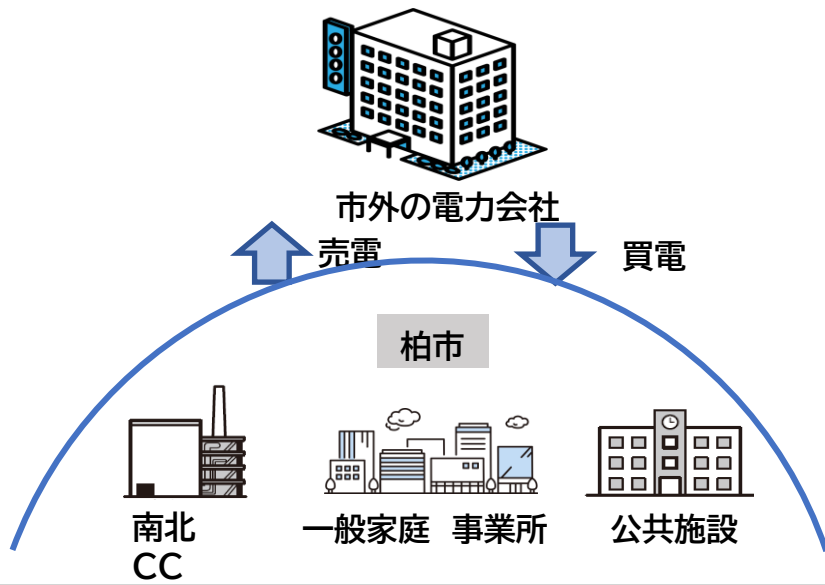 市外の電力会社
売電
買電
柏市
南北
CC
一般家庭 事業所
公共施設